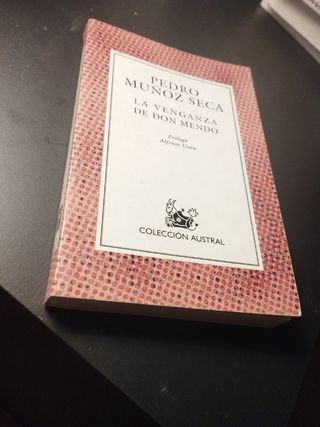 PEDRO
MUÑOZ SECA
LA VENGANZA
DE DON MENDO
Prólogo
Alfonso Ussía
COLECCIÓN AUSTRAL